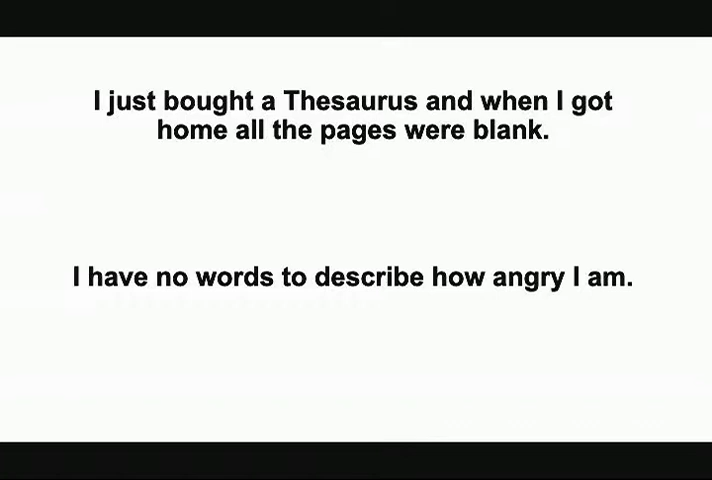 I just bought a Thesaurus and when I got
home all the pages were blank.
I have no words to describe how angry I am.